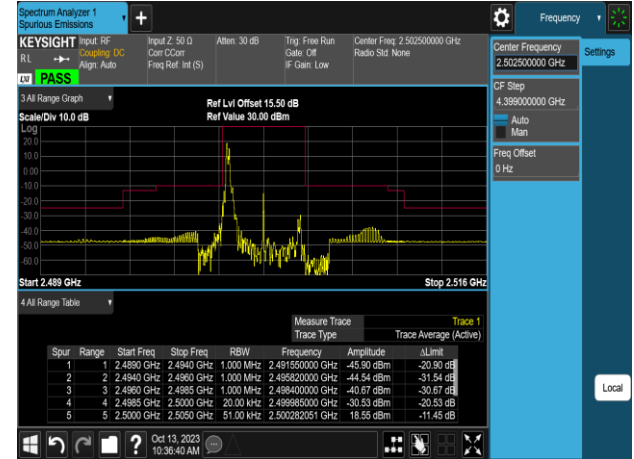 Spectrum Analyzer 1
Spurious Emissions
+
Frequency
KEYSIGHT Input: RF Input Z: 50 Ω Atten: 30 dB Trig: Free Run Center Freq: 2.502500000 GHz
RL Coupling: DC Corr CCorr Gate: Off Radio Std: None
Align: Auto Freq Ref: Int (S) IF Gain: Low
LXI PASS
Center Frequency
2.502500000 GHz
Settings
CF Step
4.399000000 GHz
Auto
Man
Freq Offset
0 Hz
3 All Range Graph
Ref Lvl Offset 15.50 dB
Scale/Div 10.0 dB Ref Value 30.00 dBm
Log
20.0
10.0
0.00
-10.0
-20.0
-30.0
-40.0
-50.0
-60.0
Start 2.489 GHz Stop 2.516 GHz
4 All Range Table
Measure Trace Trace 1
Trace Type Trace Average (Active)
Spur Range Start Freq Stop Freq RBW Frequency Amplitude ΔLimit
1 1 2.4890 GHz 2.4940 GHz 1.000 MHz 2.491550000 GHz -45.90 dBm -20.90 dB
2 2 2.4940 GHz 2.4960 GHz 1.000 MHz 2.495820000 GHz -44.54 dBm -31.54 dB
3 3 2.4960 GHz 2.4985 GHz 1.000 MHz 2.498400000 GHz -40.67 dBm -30.67 dB
4 4 2.4985 GHz 2.5000 GHz 20.00 kHz 2.499985000 GHz -30.53 dBm -20.53 dB
5 5 2.5000 GHz 2.5050 GHz 51.00 kHz 2.500282051 GHz 18.55 dBm -11.45 dB
Local
? Oct 13, 2023
10:36:40 AM